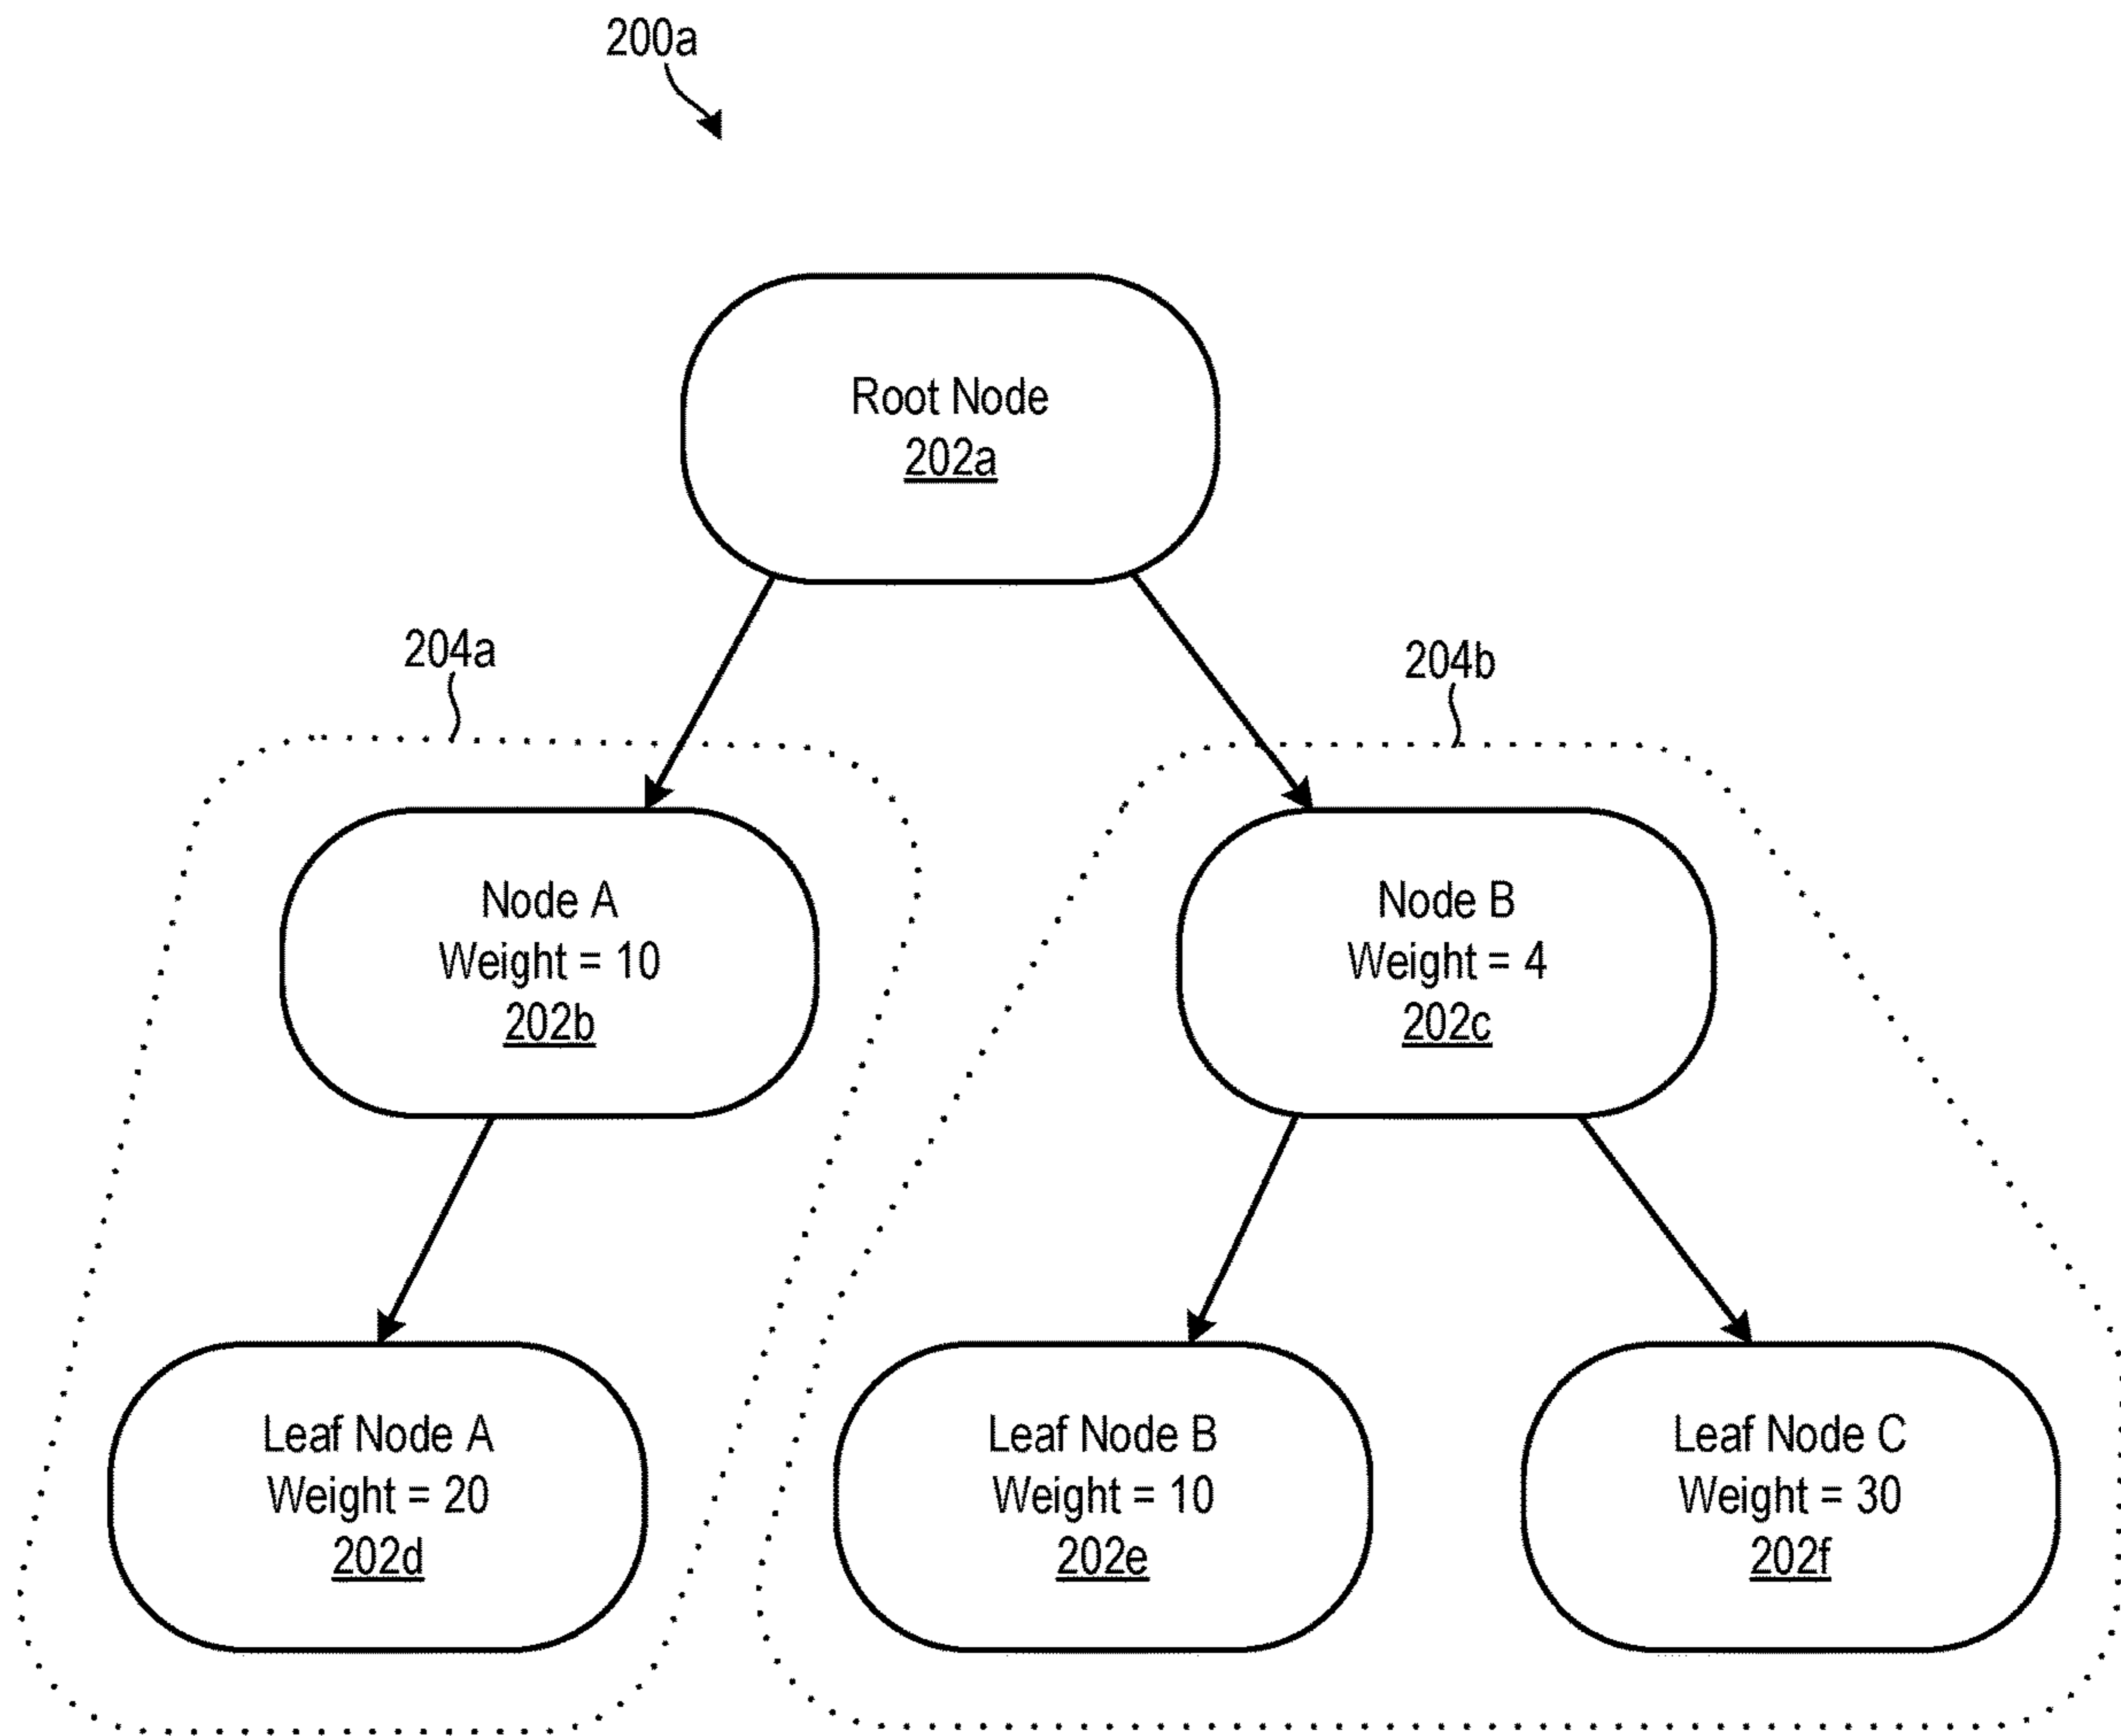 200a
Root Node
202a
204a
204b
Node A
Weight = 10
202b
Node B
Weight = 4
202c
Leaf Node A
Weight = 20
202d
Leaf Node B
Weight = 10
202e
Leaf Node C
Weight = 30
202f